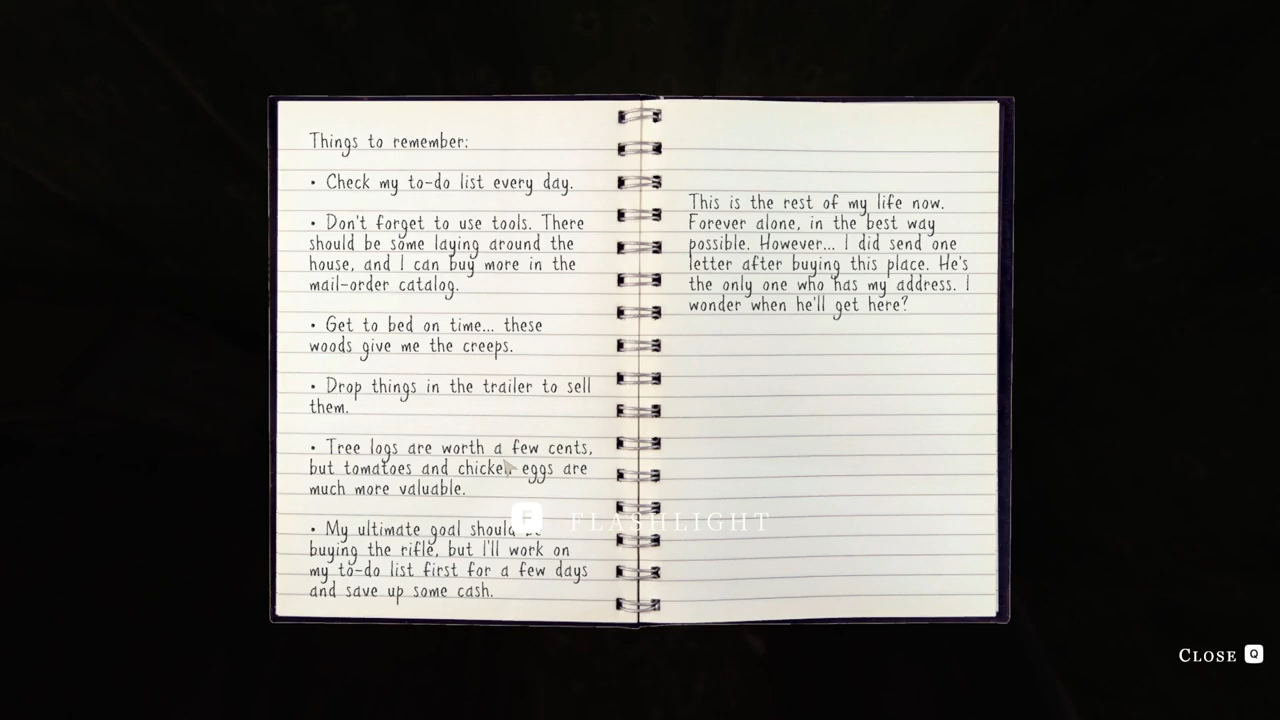 Things to remember:
• Check my to-do list every day.
• Don't forget to use tools. There
should be some laying around the
house, and I can buy more in the
mail-order catalog.
• Get to bed on time... these
woods give me the creeps.
• Drop things in the trailer to sell
them.
• Tree logs are worth a few cents,
but tomatoes and chicken eggs are
much more valuable.
• My ultimate goal should
buying the rifle, but I'll work on
my to-do list first for a few days
and save up some cash.
This is the rest of my life now.
Forever alone, in the best way
possible. However... I did send one
letter after buying this place. He's
the only one who has my address. I
wonder when he'll get here?
F FLASHLIGHT
CLOSE Q